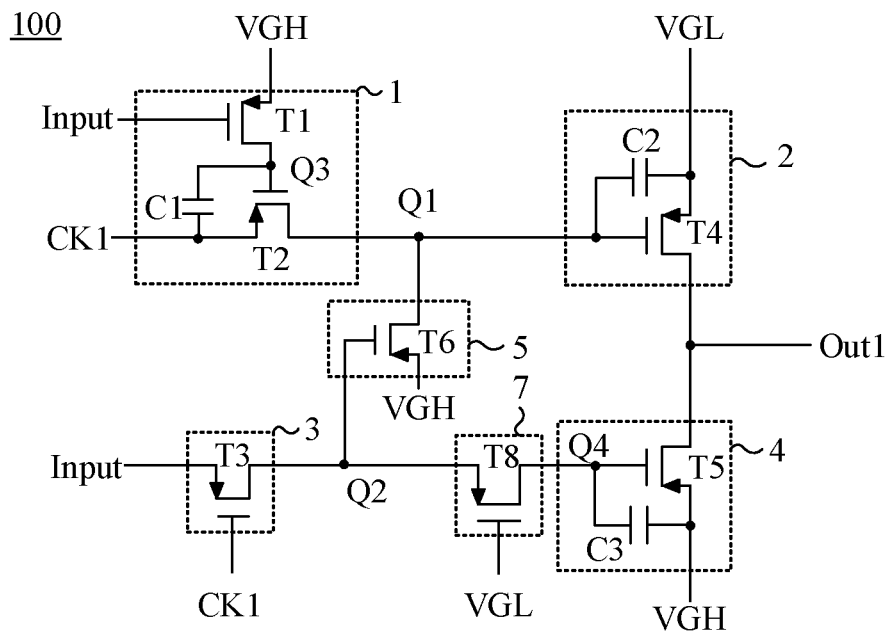 100
VGH
VGL
1
Input
T1
C2
2
Q3
C1
Q1
T4
CK1
T2
T6
5
Out1
VGH
7
3
4
Input
T3
T8
Q4
T5
Q2
C3
CK1
VGL
VGH